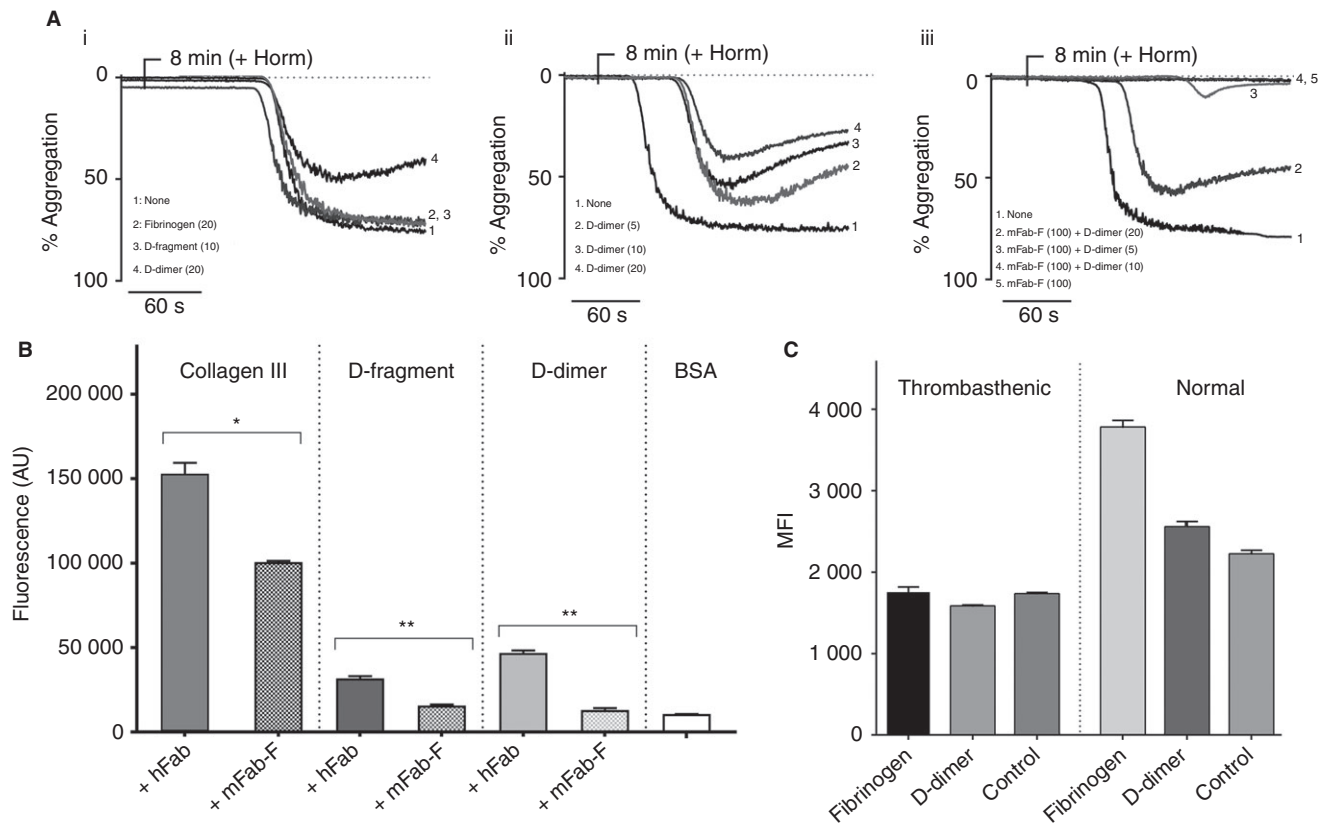 A
i
8 min (+ Horm)
0
50
100
% Aggregation
4
2, 3
1
1: None
2: Fibrinogen (20)
3. D-fragment (10)
4. D-dimer (20)
60 s
ii
8 min (+ Horm)
0
50
100
% Aggregation
4
3
2
1
1. None
2. D-dimer (5)
3. D-dimer (10)
4. D-dimer (20)
60 s
iii
8 min (+ Horm)
0
50
100
% Aggregation
4, 5
3
2
1
1. None
2. mFab-F (100) + D-dimer (20)
3. mFab-F (100) + D-dimer (5)
4. mFab-F (100) + D-dimer (10)
5. mFab-F (100)
60 s
B
Collagen III
D-fragment
D-dimer
BSA
200 000
150 000
100 000
50 000
0
Fluorescence (AU)
*
**
**
+ hFab
+ mFab-F
+ hFab
+ mFab-F
+ hFab
+ mFab-F
C
Thrombasthenic
Normal
4 000
3 000
2 000
1 000
0
MFI
Fibrinogen
D-dimer
Control
Fibrinogen
D-dimer
Control